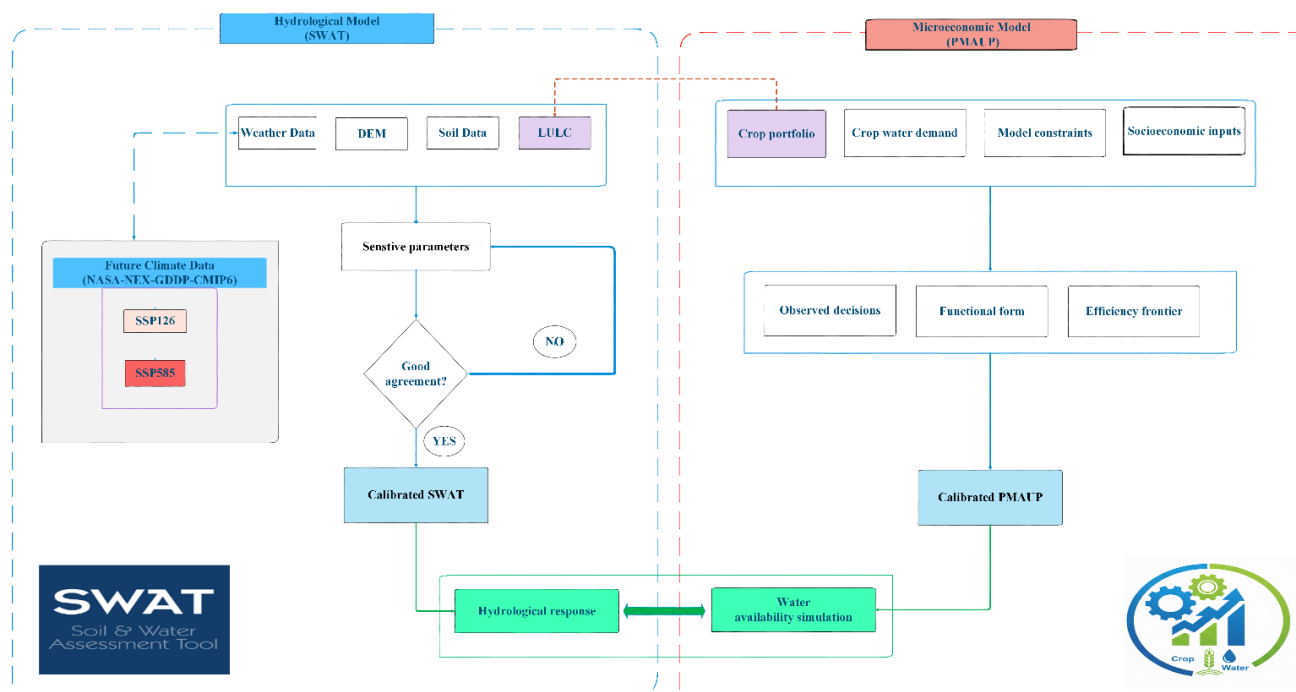 Hydrological Model
(SWAT)
Microeconomic Model
(PMAUP)
Weather Data
DEM
Soil Data
LULC
Crop portfolio
Crop water demand
Model constraints
Socioeconomic inputs
Senstive parameters
Future Climate Data
(NASA-NEX-GDDP-CMIP6)
SSP126
SSP585
Observed decisions
Functional form
Efficiency frontier
NO
Good
agreement?
YES
Calibrated SWAT
Calibrated PMAUP
Hydrological response
Water
availability simulation
SWAT
Soil & Water
Assessment Tool
Crop
Water